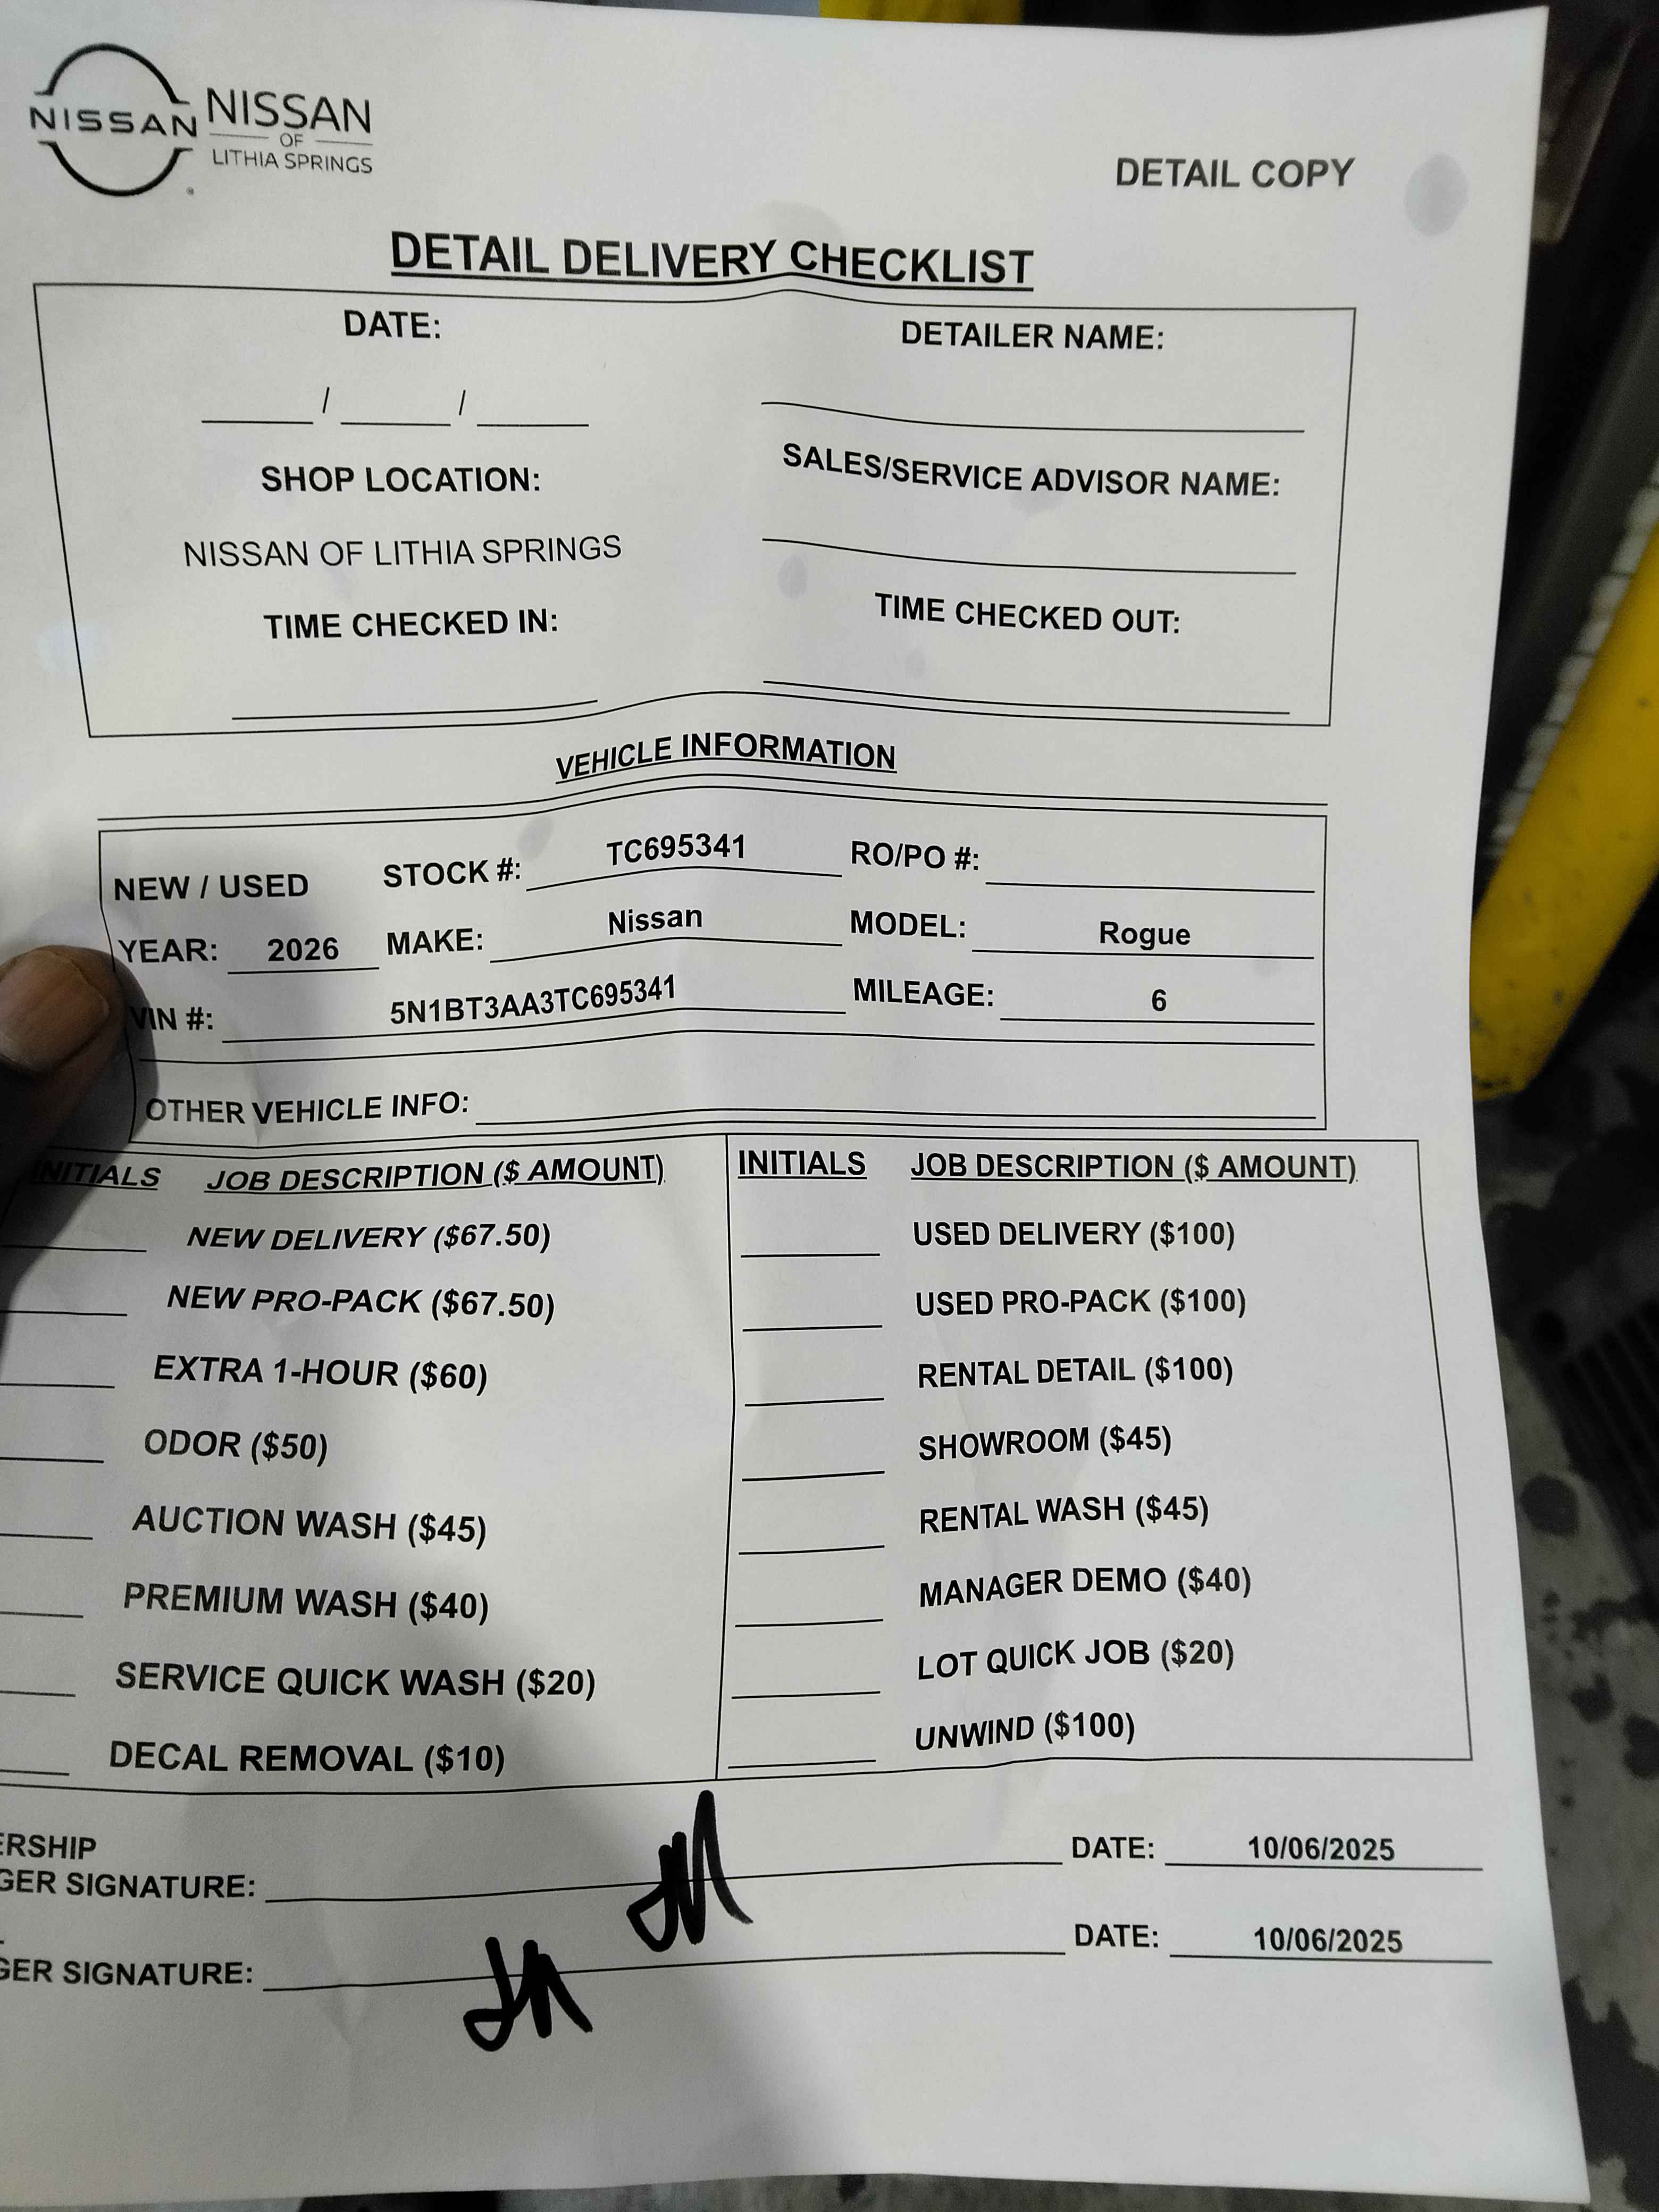 NISSAN
NISSAN
OF
LITHIA SPRINGS
DETAIL COPY
DETAIL DELIVERY CHECKLIST
DATE:
DETAILER NAME:
/ /
SHOP LOCATION:
SALES/SERVICE ADVISOR NAME:
NISSAN OF LITHIA SPRINGS
TIME CHECKED IN:
TIME CHECKED OUT:
VEHICLE INFORMATION
NEW / USED STOCK #: TC695341 RO/PO #:
YEAR: 2026 MAKE: Nissan MODEL: Rogue
VIN #: 5N1BT3AA3TC695341 MILEAGE: 6
OTHER VEHICLE INFO:
INITIALS JOB DESCRIPTION ($ AMOUNT) INITIALS JOB DESCRIPTION ($ AMOUNT)
NEW DELIVERY ($67.50) USED DELIVERY ($100)
NEW PRO-PACK ($67.50) USED PRO-PACK ($100)
EXTRA 1-HOUR ($60) RENTAL DETAIL ($100)
ODOR ($50) SHOWROOM ($45)
AUCTION WASH ($45) RENTAL WASH ($45)
PREMIUM WASH ($40) MANAGER DEMO ($40)
SERVICE QUICK WASH ($20) LOT QUICK JOB ($20)
DECAL REMOVAL ($10) UNWIND ($100)
ERSHIP
GER SIGNATURE: DATE: 10/06/2025
GER SIGNATURE: DATE: 10/06/2025